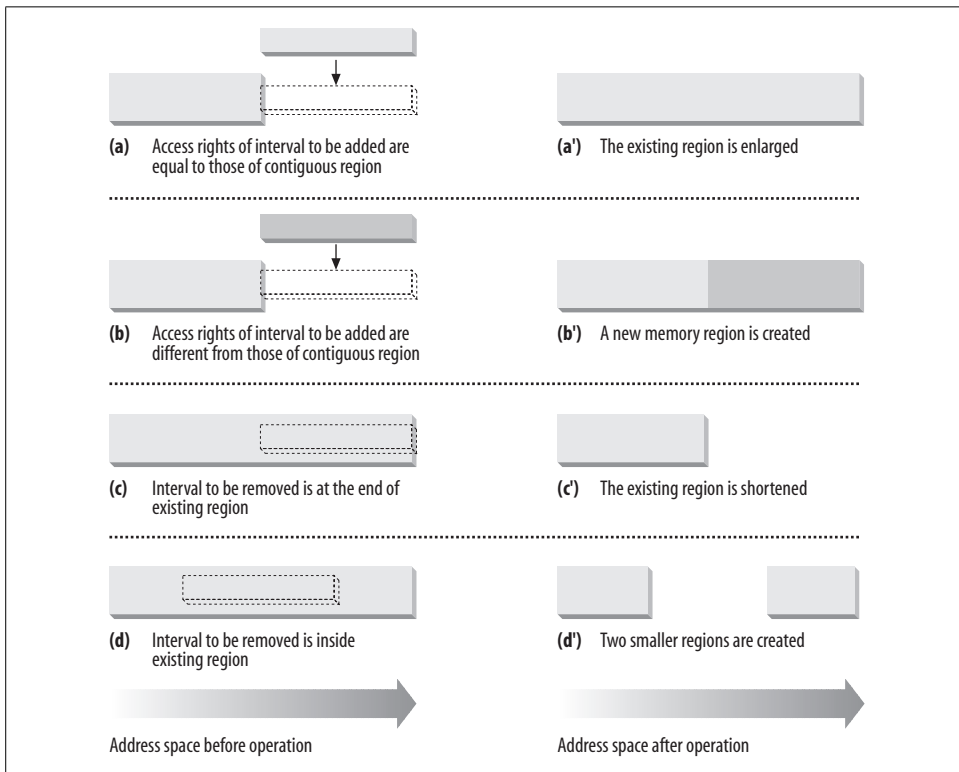 (a) Access rights of interval to be added are
equal to those of contiguous region
(a') The existing region is enlarged
(b) Access rights of interval to be added are
different from those of contiguous region
(b') A new memory region is created
(c) Interval to be removed is at the end of
existing region
(c') The existing region is shortened
(d) Interval to be removed is inside
existing region
(d') Two smaller regions are created
Address space before operation
Address space after operation